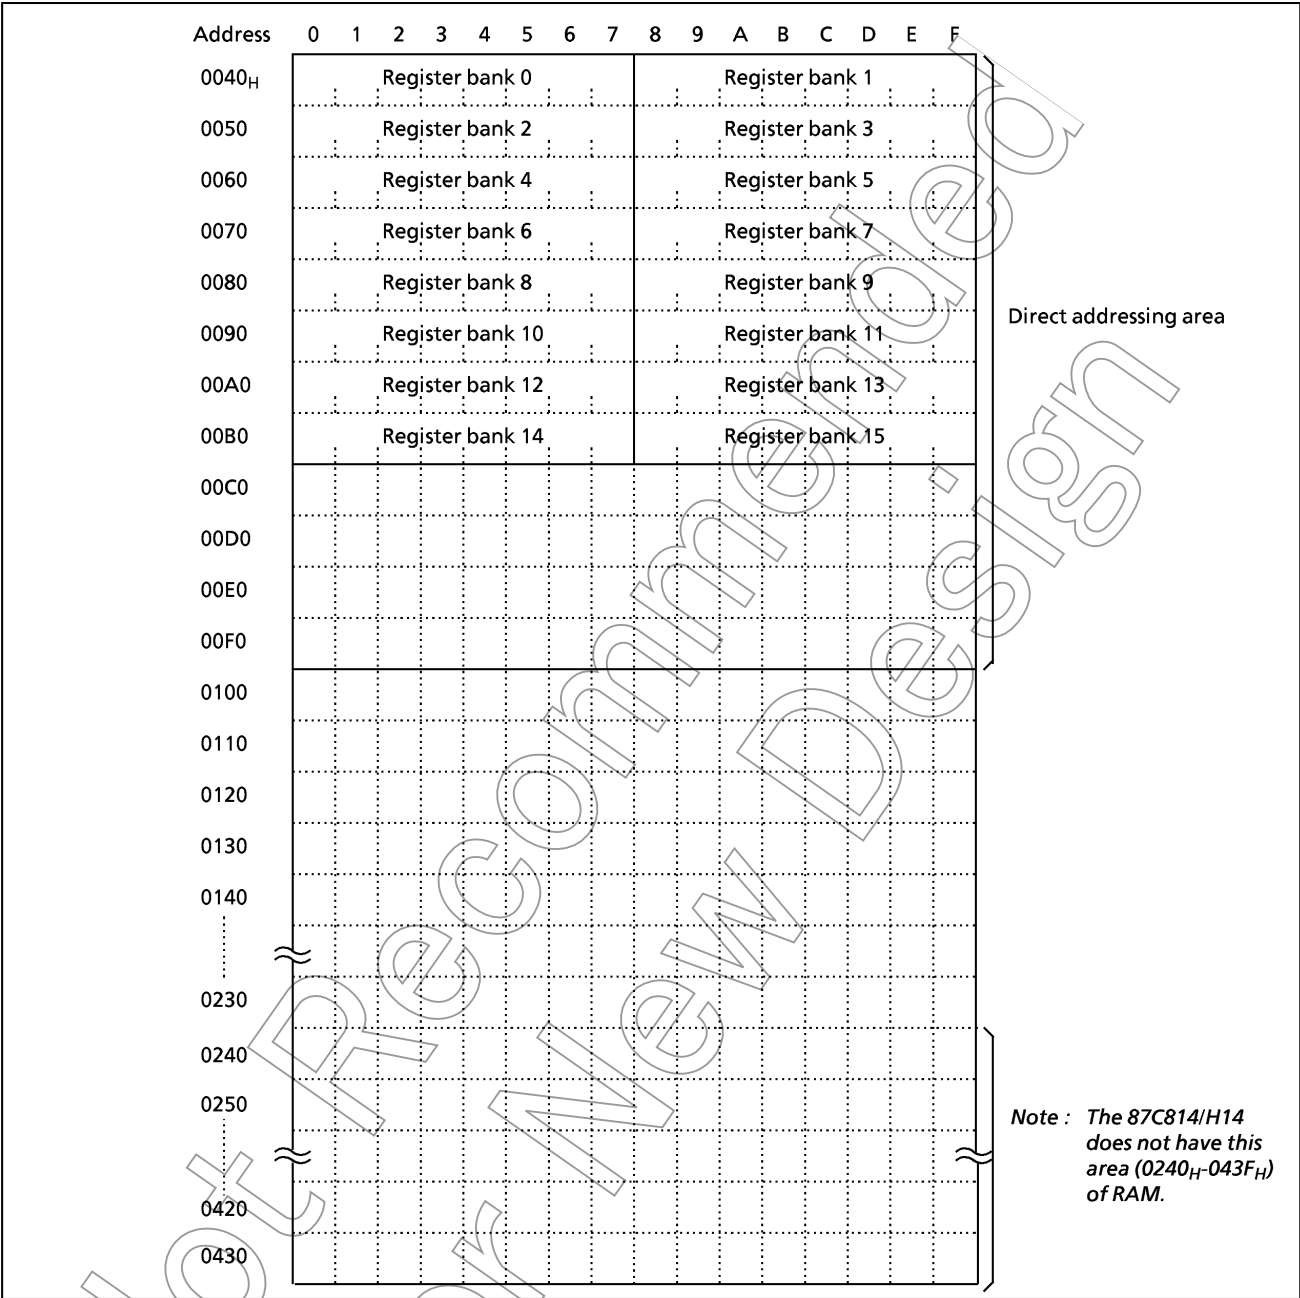 Address 0 1 2 3 4 5 6 7 8 9 A B C D E F
0040H Register bank 0 Register bank 1
0050 Register bank 2 Register bank 3
0060 Register bank 4 Register bank 5
0070 Register bank 6 Register bank 7
0080 Register bank 8 Register bank 9
0090 Register bank 10 Register bank 11
00A0 Register bank 12 Register bank 13
00B0 Register bank 14 Register bank 15
00C0
00D0
00E0
00F0
Direct addressing area
0100
0110
0120
0130
0140
0230
0240
0250
0420
0430
Note : The 87C814/H14
does not have this
area (0240H-043FH)
of RAM.
Not Recommended
for New Design